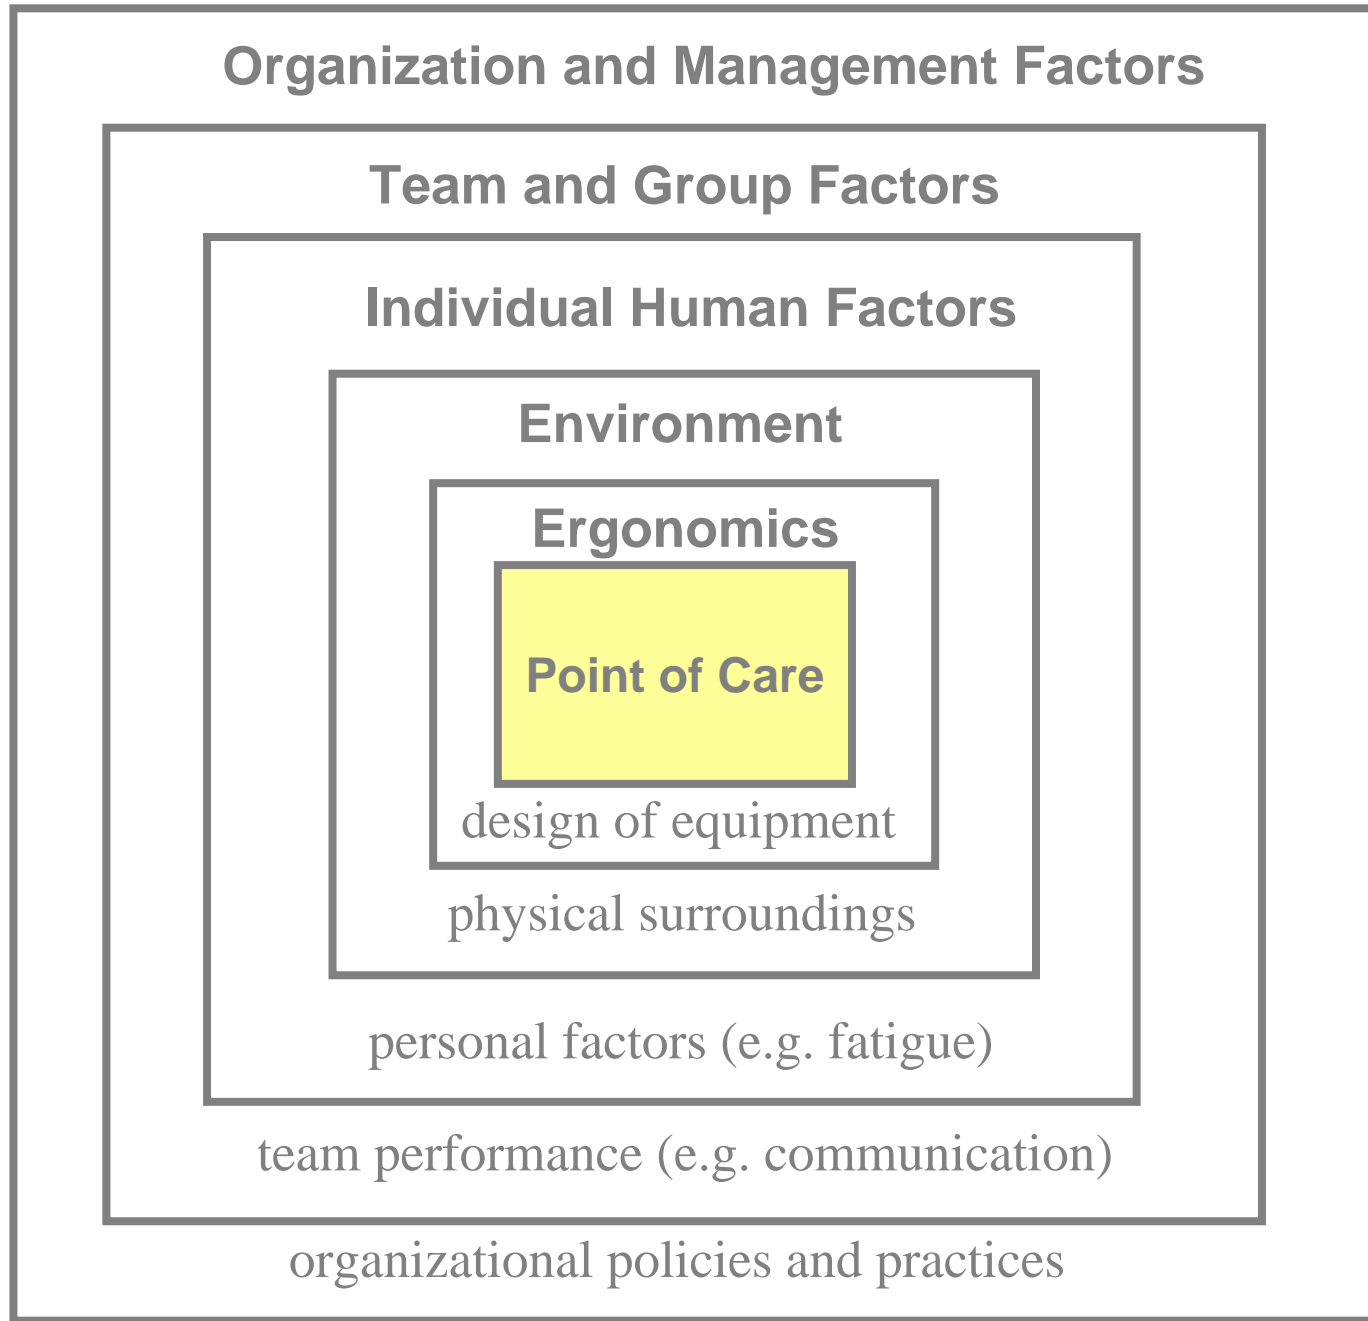 Organization and Management Factors
Team and Group Factors
Individual Human Factors
Environment
Ergonomics
Point of Care
design of equipment
physical surroundings
personal factors (e.g. fatigue)
team performance (e.g. communication)
organizational policies and practices